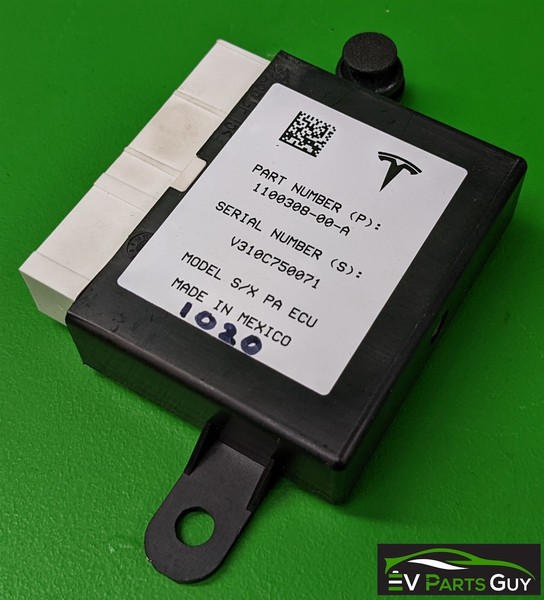 PART NUMBER (P):
1100308-00-A
SERIAL NUMBER (S):
V310C750071
MODEL S/X PA ECU
MADE IN MEXICO
1020
EV PARTS GUY